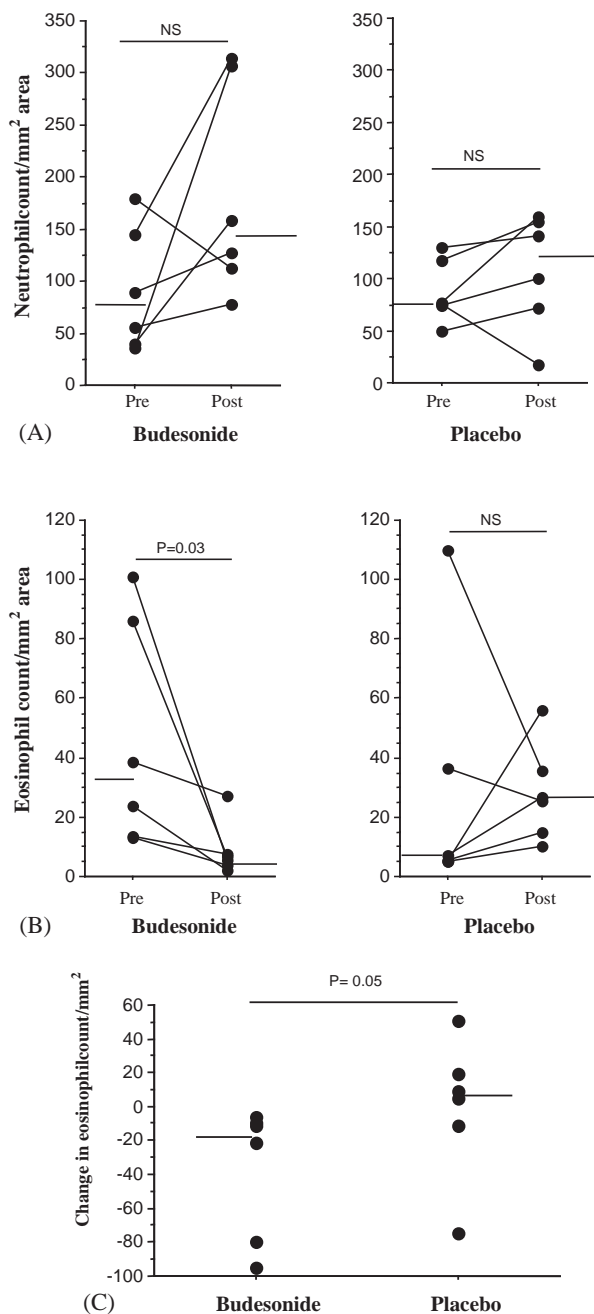 350
300
250
200
150
100
50
0
Neutrophilcount/mm² area
NS
Pre
Post
Budesonide
350
300
250
200
150
100
50
0
NS
Pre
Post
Placebo
(A)
120
100
80
60
40
20
0
Eosinophil count/mm² area
P=0.03
Pre
Post
Budesonide
120
100
80
60
40
20
0
NS
Pre
Post
Placebo
(B)
P= 0.05
60
40
20
0
-20
-40
-60
-80
-100
Change in eosinophilcount/mm²
Budesonide
Placebo
(C)